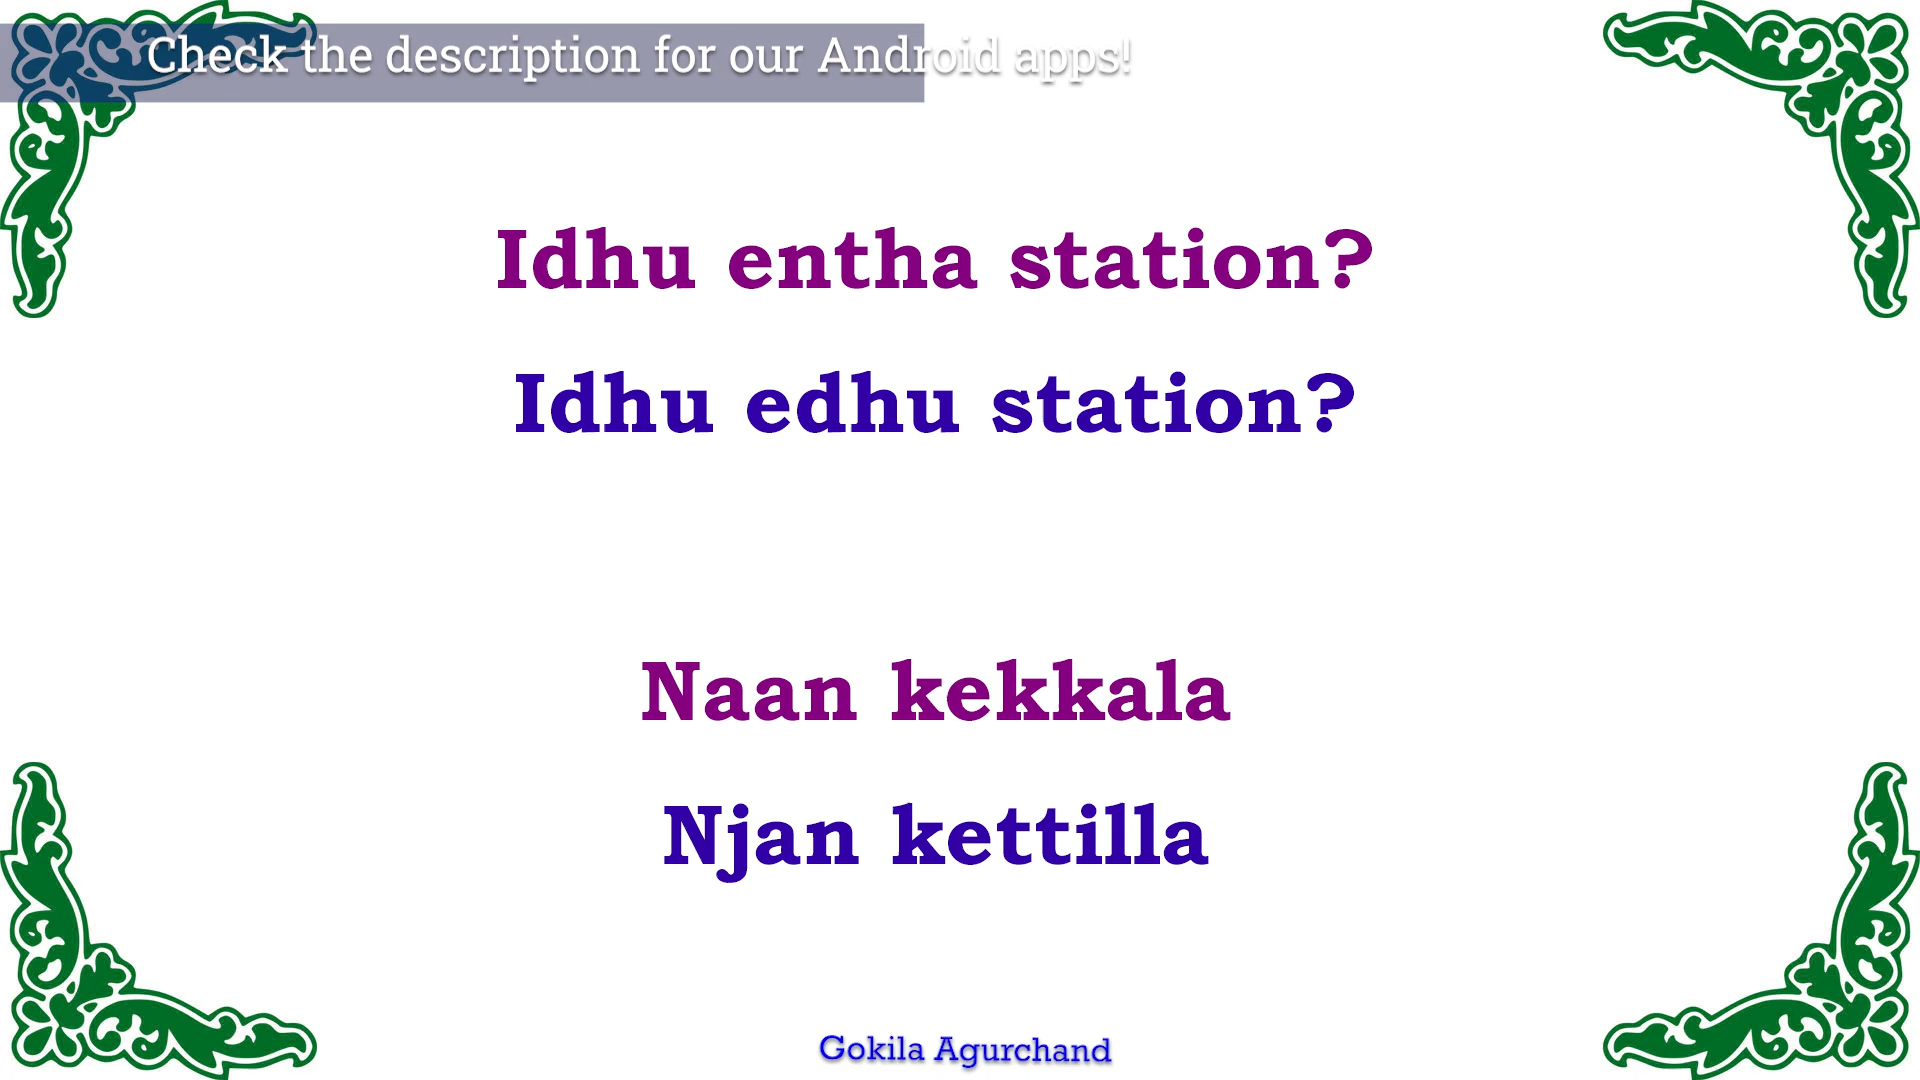 Check the description for our Android apps!
Idhu entha station?
Idhu edhu station?
Naan kekkala
Njan kettilla
Gokila Agurchand